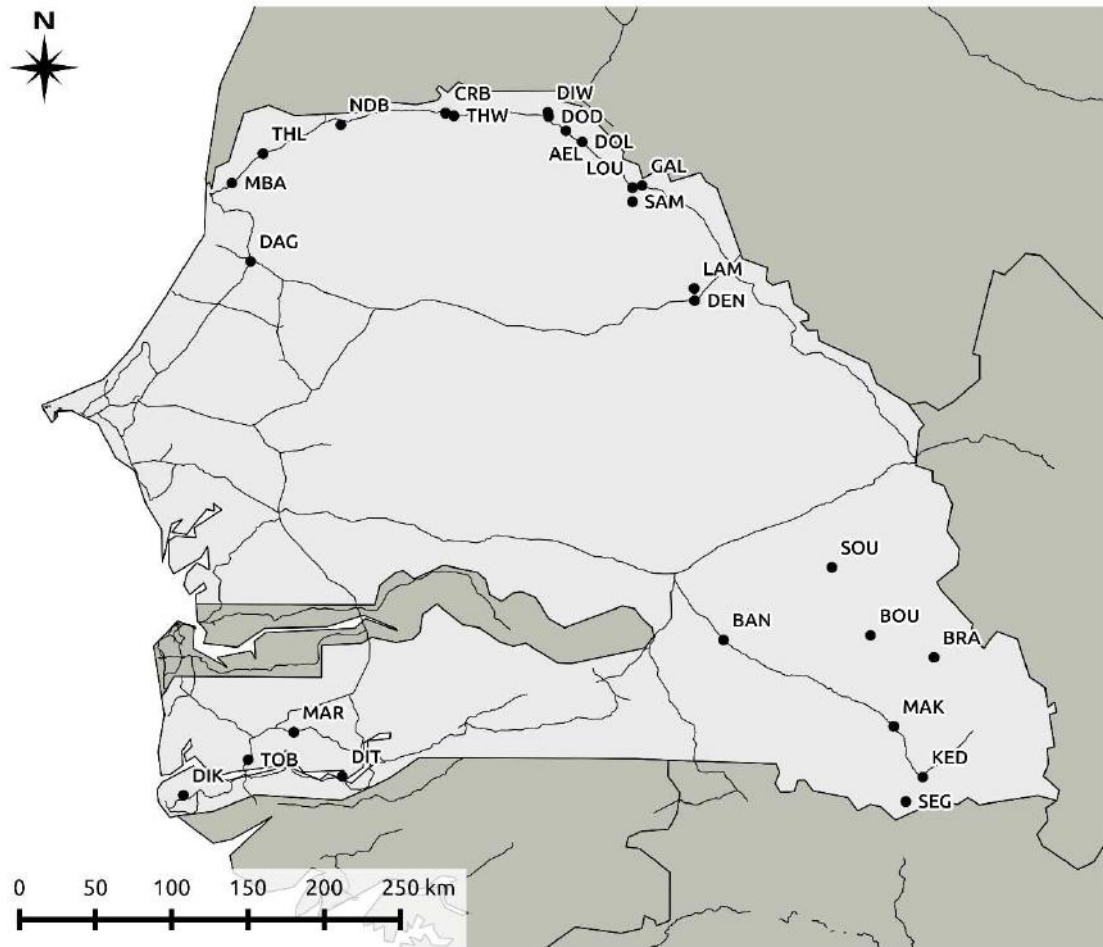 N
CRB
DIW
NDB
THW
DOD
THL
AEL
DOL
LOU
GAL
MBA
SAM
DAG
LAM
DEN
SOU
BAN
BOU
BRA
MAR
MAK
TOB
DIT
KED
DIK
SEG
0 50 100 150 200 250 km